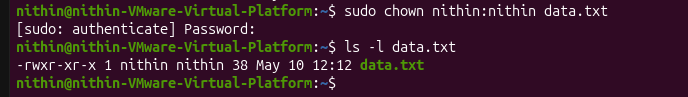 nithin@nithin-VMware-Virtual-Platform:~$ sudo chown nithin:nithin data.txt
[sudo: authenticate] Password:
nithin@nithin-VMware-Virtual-Platform:~$ ls -l data.txt
-rwxr-xr-x 1 nithin nithin 38 May 10 12:12 data.txt
nithin@nithin-VMware-Virtual-Platform:~$